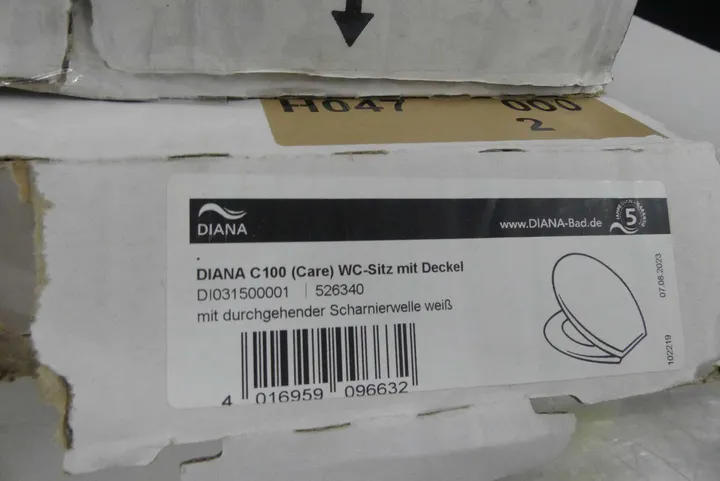 H647 000
2
DIANA
www.DIANA-Bad.de
5
DIANA C100 (Care) WC-Sitz mit Deckel
DI031500001 | 526340
mit durchgehender Scharnierwelle weiß
4 016959 096632
07.08.2023
102219